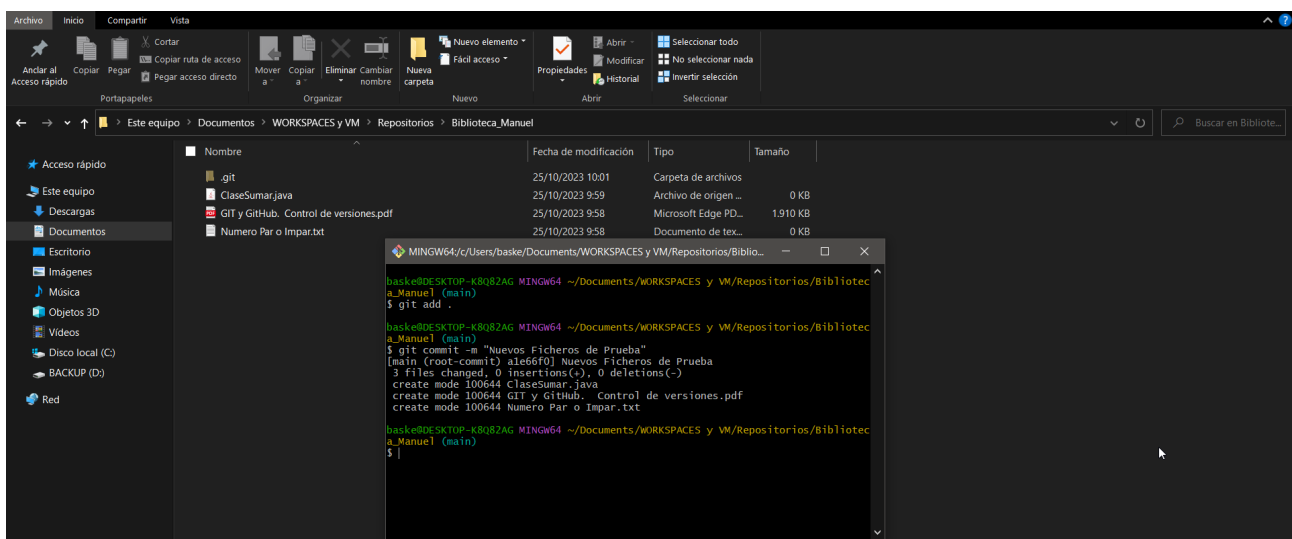 Archivo Inicio Compartir Vista
Anclar al Acceso rápido
Copiar
Pegar
Cortar
Copiar ruta de acceso
Pegar acceso directo
Portapapeles
Mover a
Copiar a
Eliminar
Cambiar nombre
Organizar
Nueva carpeta
Nuevo elemento
Fácil acceso
Nuevo
Propiedades
Abrir
Modificar
Historial
Abrir
Seleccionar todo
No seleccionar nada
Invertir selección
Seleccionar
Este equipo > Documentos > WORKSPACES y VM > Repositorios > Biblioteca_Manuel
Buscar en Bibliote...
Acceso rápido
Este equipo
Descargas
Documentos
Escritorio
Imágenes
Música
Objetos 3D
Vídeos
Disco local (C:)
BACKUP (D:)
Red
Nombre Fecha de modificación Tipo Tamaño
.git 25/10/2023 10:01 Carpeta de archivos
ClaseSumar.java 25/10/2023 9:59 Archivo de origen ... 0 KB
GIT y GitHub. Control de versiones.pdf 25/10/2023 9:58 Microsoft Edge PD... 1.910 KB
Numero Par o Impar.txt 25/10/2023 9:58 Documento de tex... 0 KB
MINGW64:/c/Users/baske/Documents/WORKSPACES y VM/Repositorios/Biblio...
baske@DESKTOP-K8Q82AG MINGW64 ~/Documents/WORKSPACES y VM/Repositorios/Bibliotec
a_Manuel (main)
$ git add .
baske@DESKTOP-K8Q82AG MINGW64 ~/Documents/WORKSPACES y VM/Repositorios/Bibliotec
a_Manuel (main)
$ git commit -m "Nuevos Ficheros de Prueba"
[main (root-commit) a1e66f0] Nuevos Ficheros de Prueba
3 files changed, 0 insertions(+), 0 deletions(-)
create mode 100644 ClaseSumar.java
create mode 100644 GIT y GitHub.  Control de versiones.pdf
create mode 100644 Numero Par o Impar.txt
baske@DESKTOP-K8Q82AG MINGW64 ~/Documents/WORKSPACES y VM/Repositorios/Bibliotec
a_Manuel (main)
$